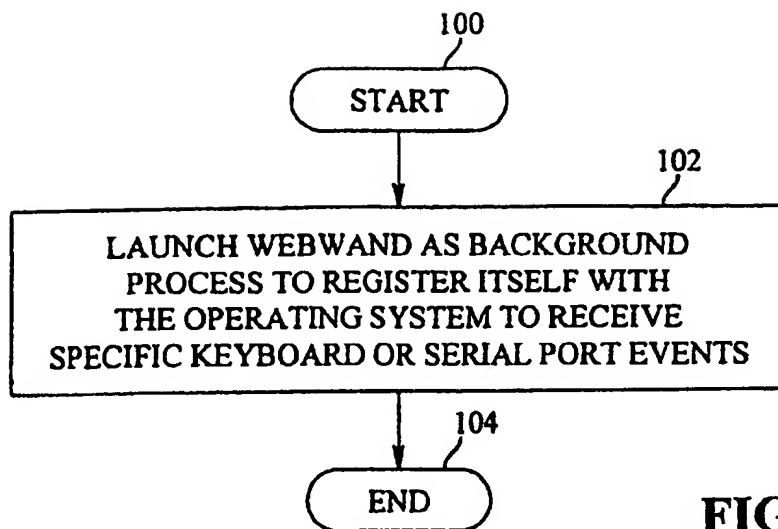 100
START
102
LAUNCH WEBWAND AS BACKGROUND
PROCESS TO REGISTER ITSELF WITH
THE OPERATING SYSTEM TO RECEIVE
SPECIFIC KEYBOARD OR SERIAL PORT EVENTS
104
END
FIG